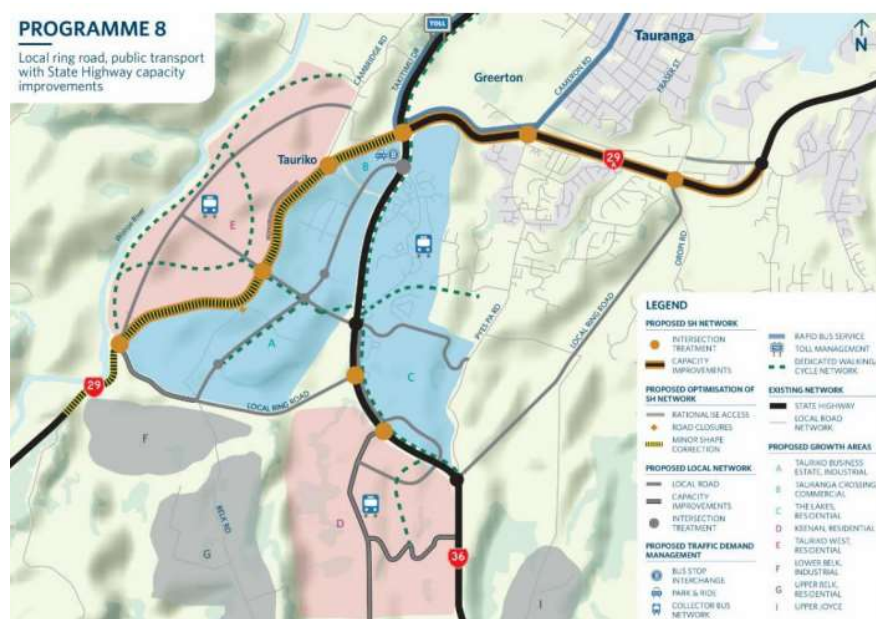 PROGRAMME 8
Local ring road, public transport
with State Highway capacity
improvements
TOLL
Tauranga
N
CAMBRIDGE RD
TAKITIMU DR
Greerton
CAMERON RD
FRASER ST
29
A
Tauriko
B
E
Wairoa River
PYES PA RD
OROPI RD
LOCAL RING ROAD
A
C
29
LOCAL RING ROAD
F
BELK RD
D
G
36
I
LEGEND
PROPOSED SH NETWORK
INTERSECTION
TREATMENT
CAPACITY
IMPROVEMENTS
PROPOSED OPTIMISATION OF
SH NETWORK
RATIONALISE ACCESS
ROAD CLOSURES
MINOR SHAPE
CORRECTION
PROPOSED LOCAL NETWORK
LOCAL ROAD
CAPACITY
IMPROVEMENTS
INTERSECTION
TREATMENT
PROPOSED TRAFFIC DEMAND
MANAGEMENT
BUS STOP
INTERCHANGE
PARK & RIDE
COLLECTOR BUS
NETWORK
RAPID BUS SERVICE
TOLL MANAGEMENT
DEDICATED WALKING/
CYCLE NETWORK
EXISTING NETWORK
STATE HIGHWAY
LOCAL ROAD
NETWORK
PROPOSED GROWTH AREAS
A TAURIKO BUSINESS
ESTATE, INDUSTRIAL
B TAURANGA CROSSING
COMMERCIAL
C THE LAKES,
RESIDENTIAL
D KEENAN, RESIDENTIAL
E TAURIKO WEST,
RESIDENTIAL
F LOWER BELK,
INDUSTRIAL
G UPPER BELK,
RESIDENTIAL
I UPPER JOYCE